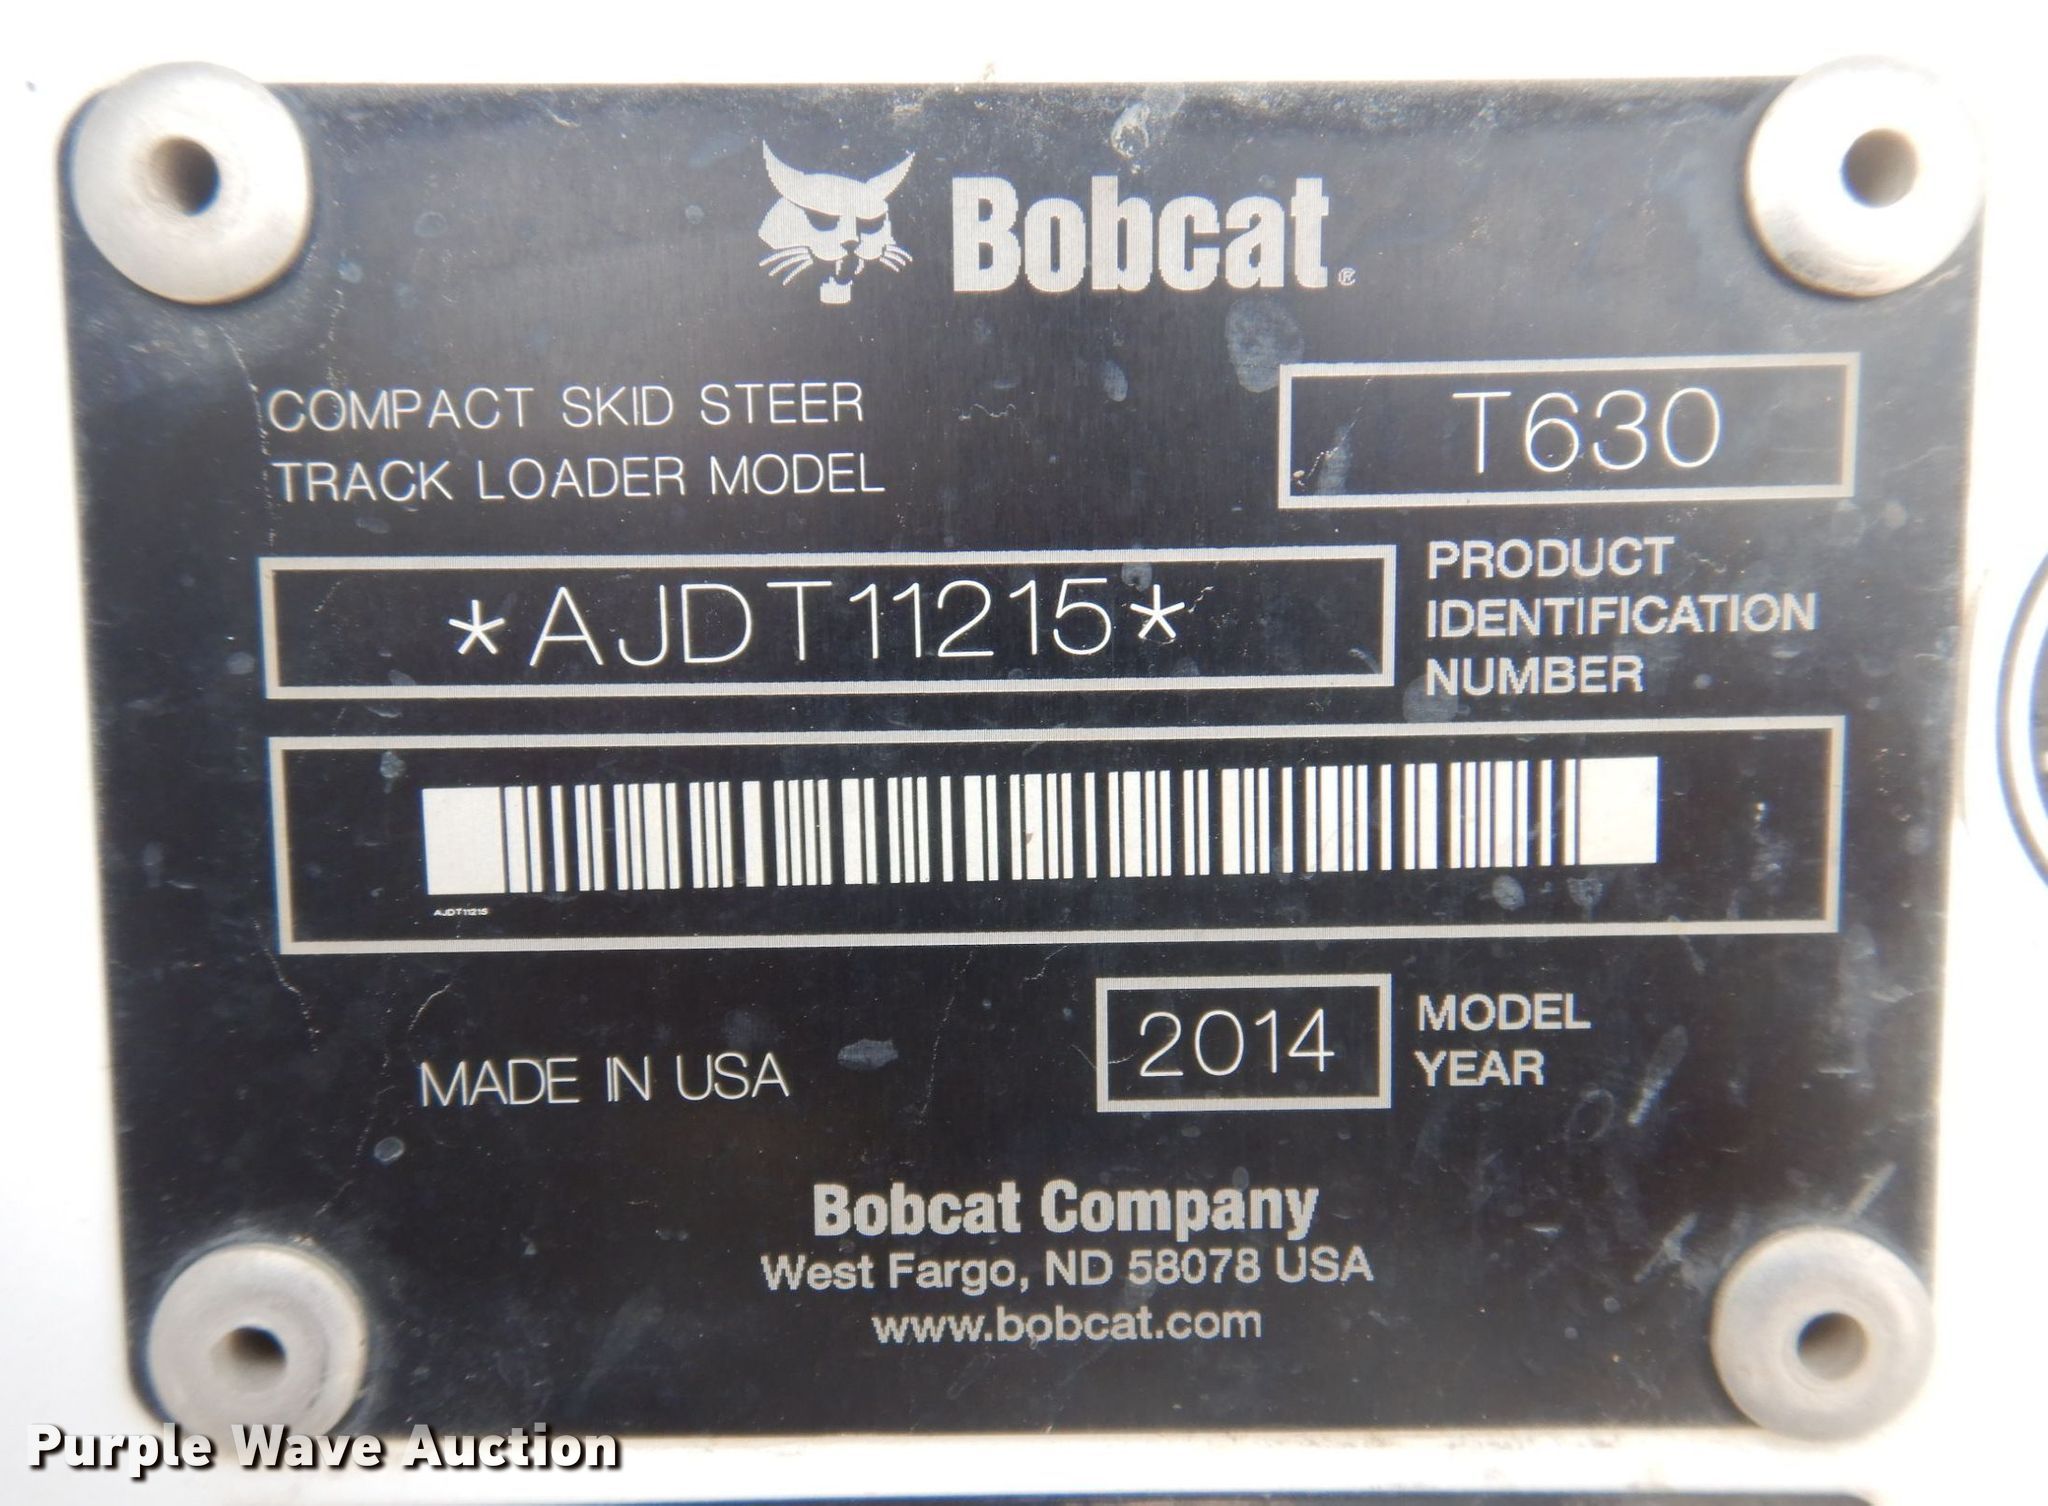 Bobcat®
COMPACT SKID STEER
TRACK LOADER MODEL
T630
*AJDT11215*
PRODUCT
IDENTIFICATION
NUMBER
AJDT11215
MADE IN USA
2014
MODEL
YEAR
Bobcat Company
West Fargo, ND 58078 USA
www.bobcat.com
Purple Wave Auction